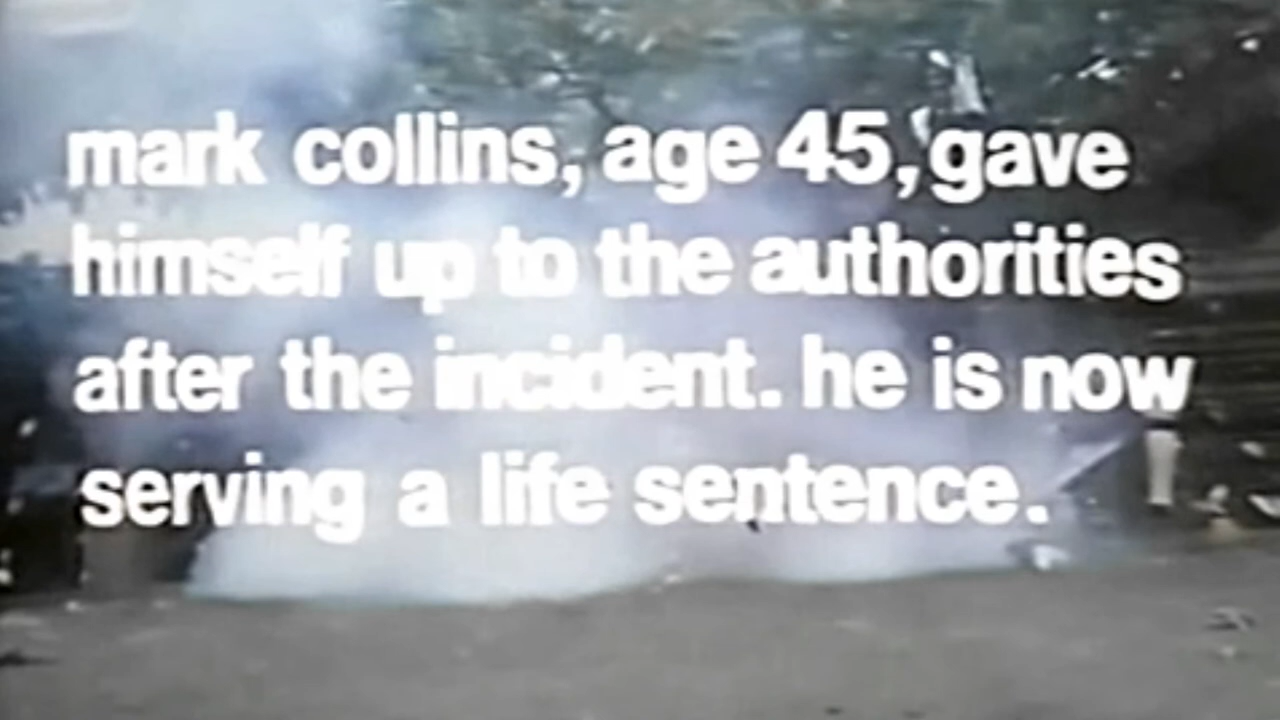 mark collins, age 45, gave
himself up to the authorities
after the incident. he is now
serving a life sentence.